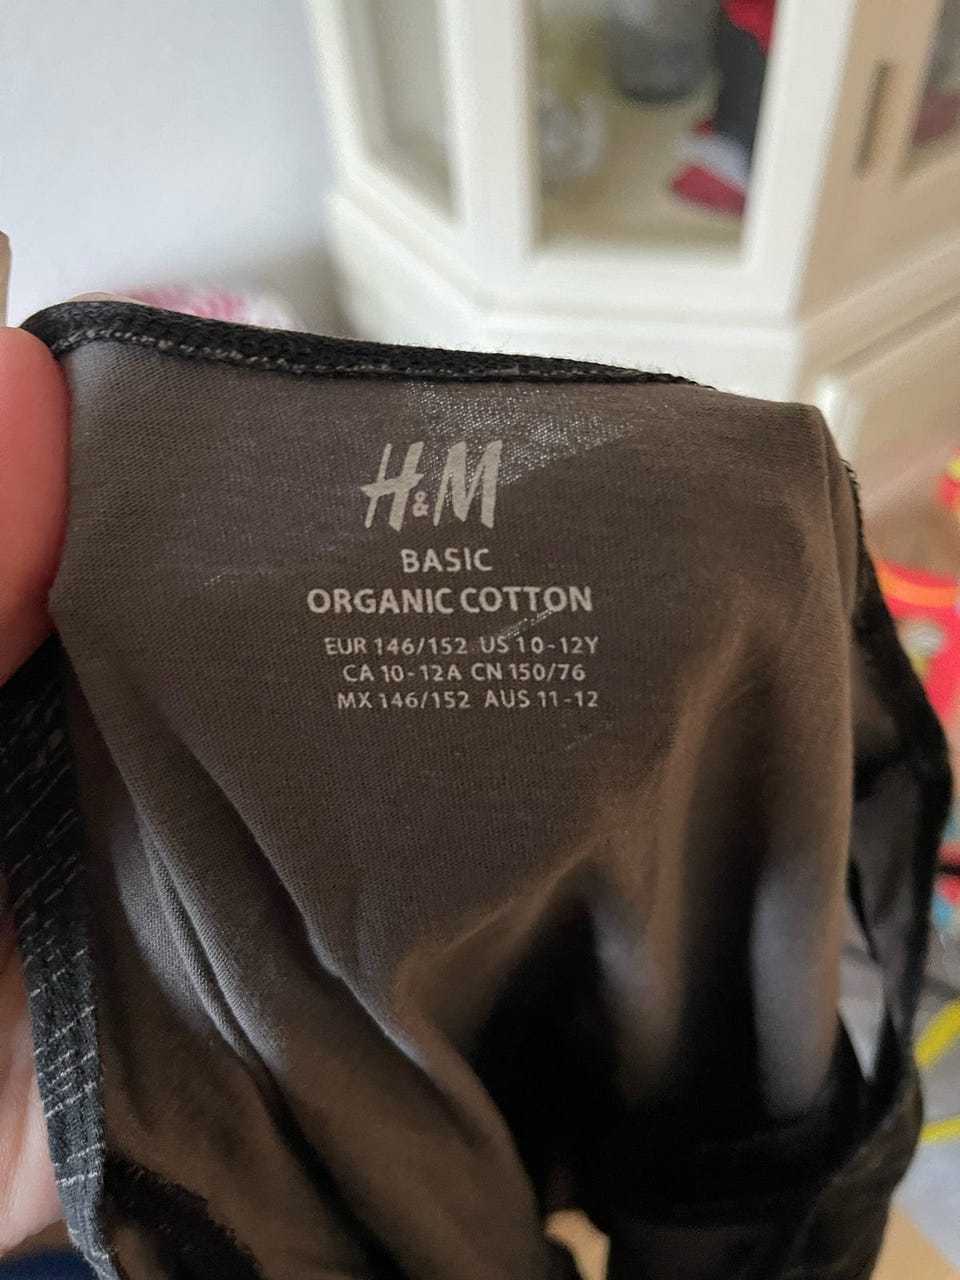 H&M
BASIC
ORGANIC COTTON
EUR 146/152 US 10-12Y
CA 10-12A CN 150/76
MX 146/152 AUS 11-12